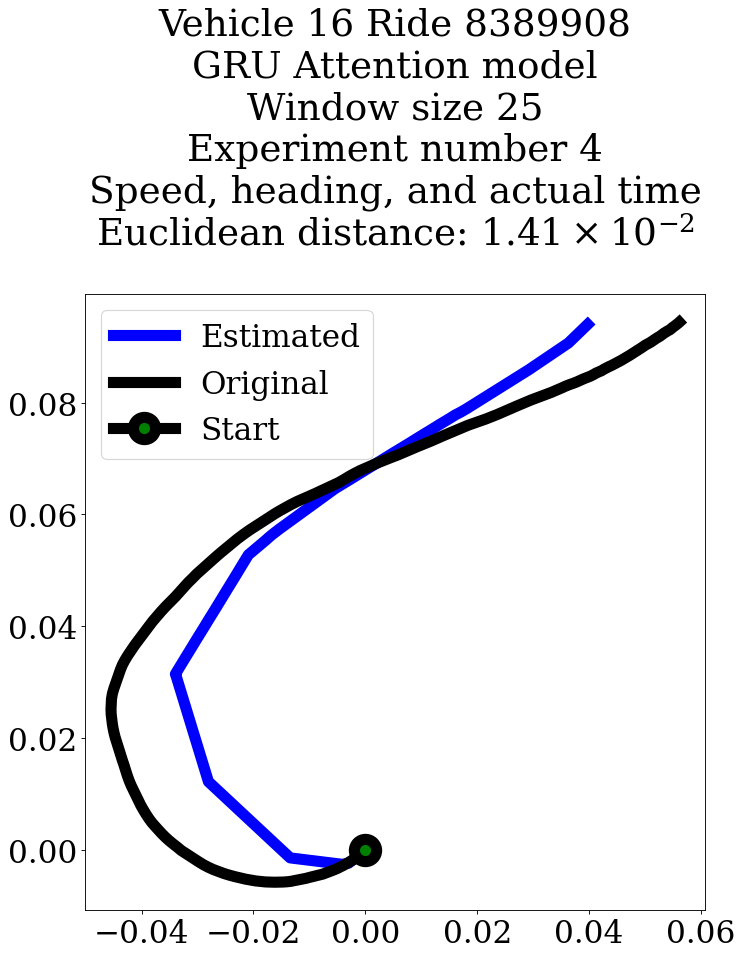 Vehicle 16 Ride 8389908
GRU Attention model
Window size 25
Experiment number 4
Speed, heading, and actual time
Euclidean distance: 1.41 × 10⁻²
Estimated
Original
Start
0.08
0.06
0.04
0.02
0.00
−0.04 −0.02 0.00 0.02 0.04 0.06